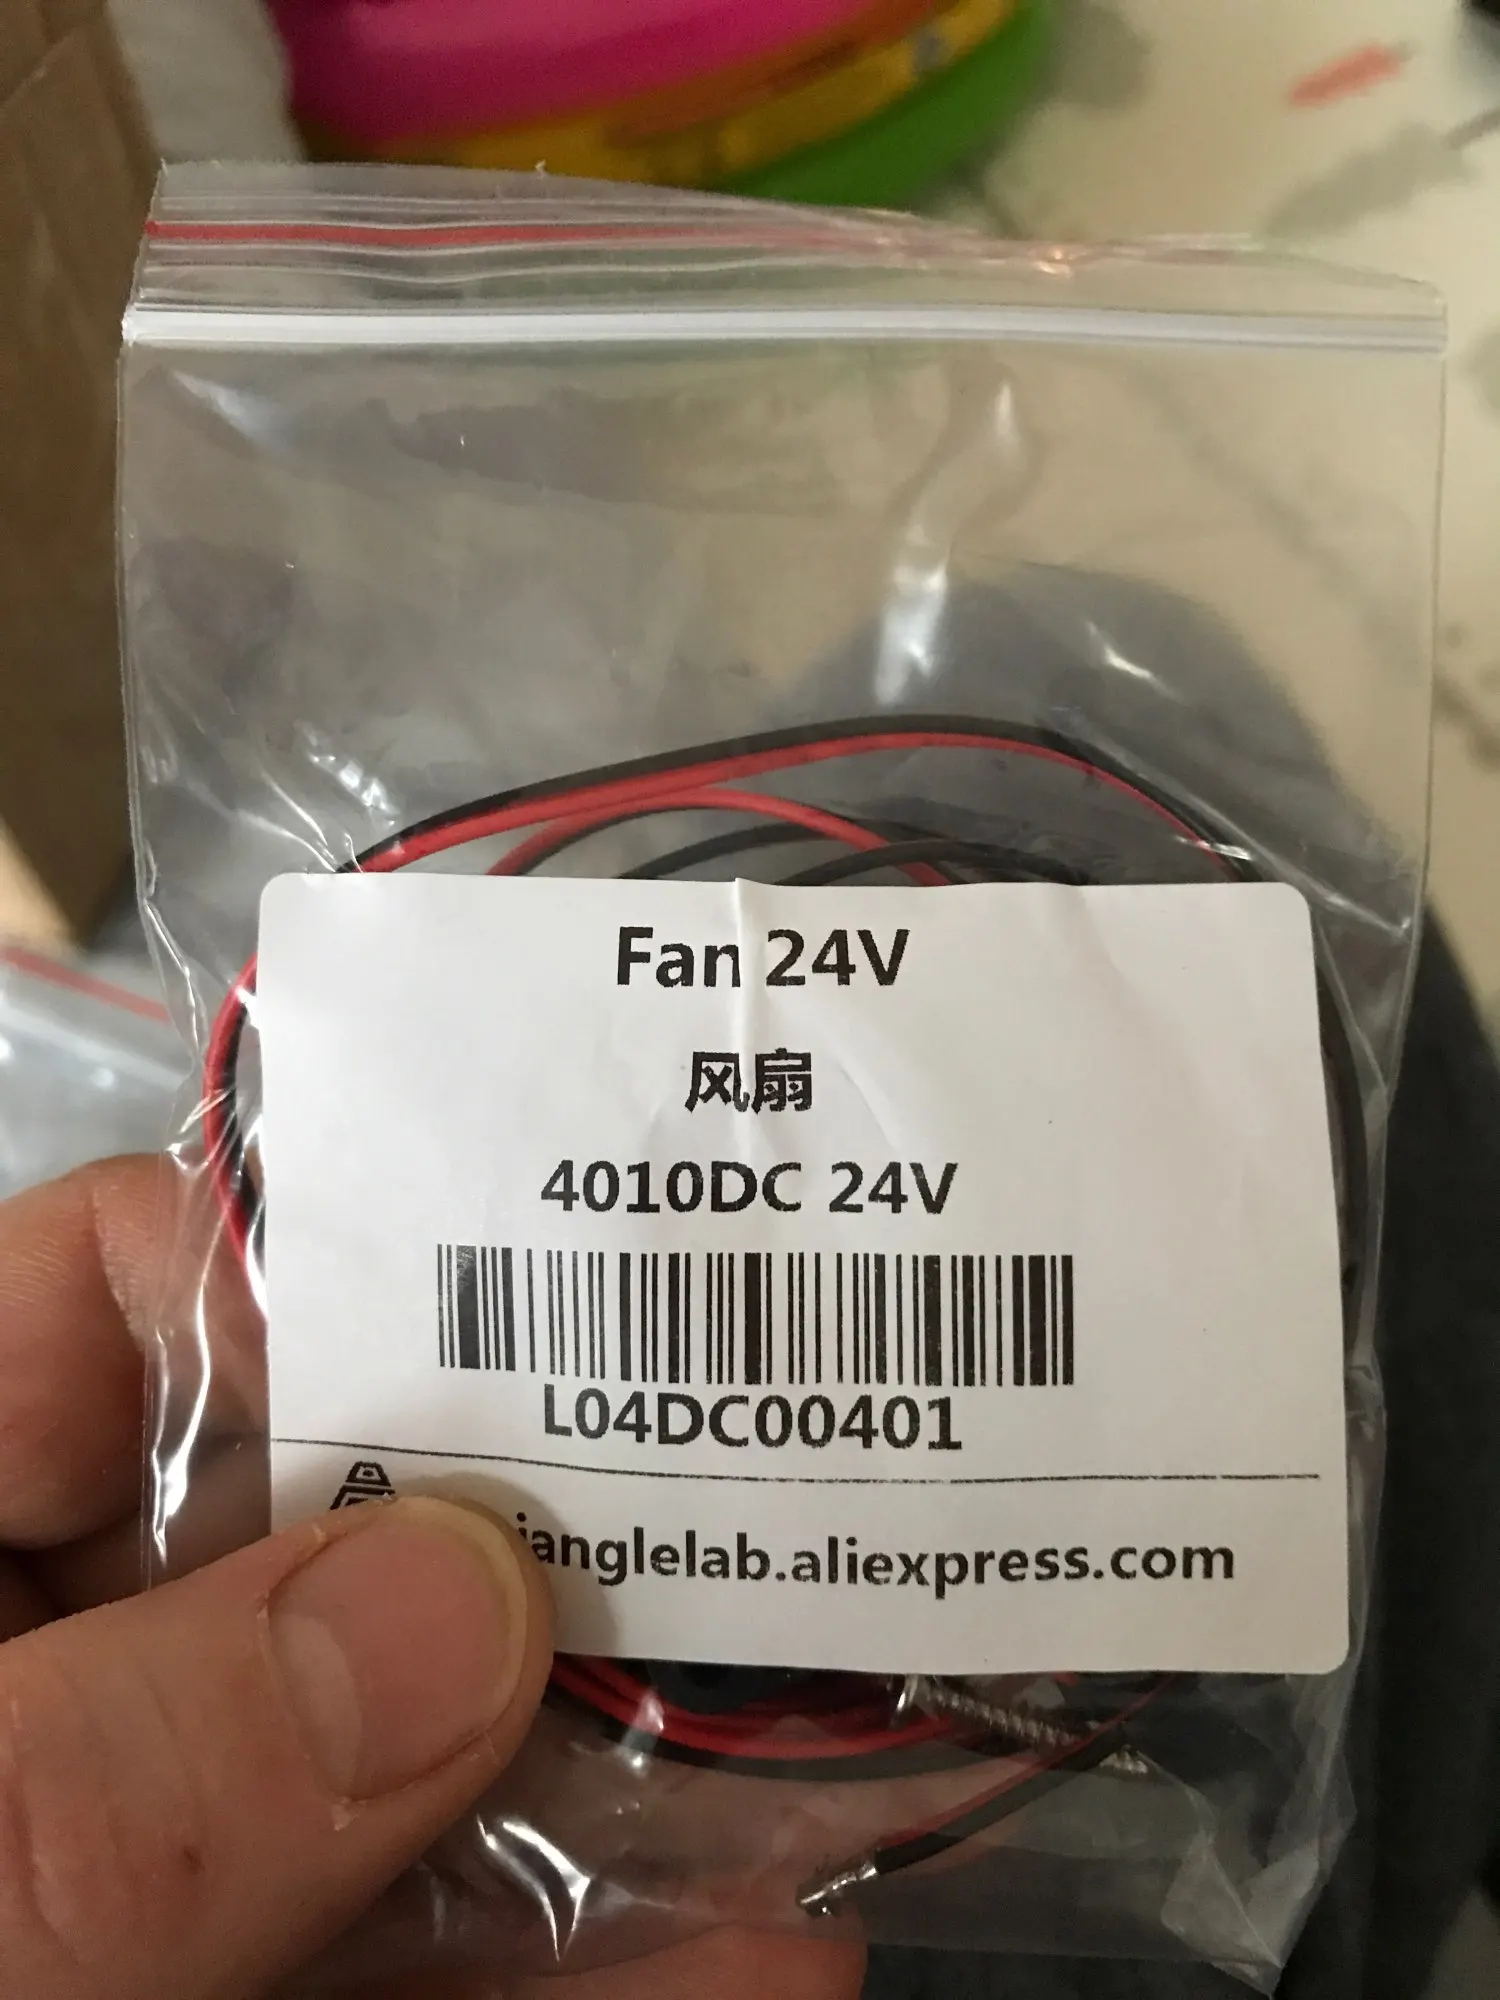 Fan 24V
风扇
4010DC 24V
L04DC00401
ianglelab.aliexpress.com